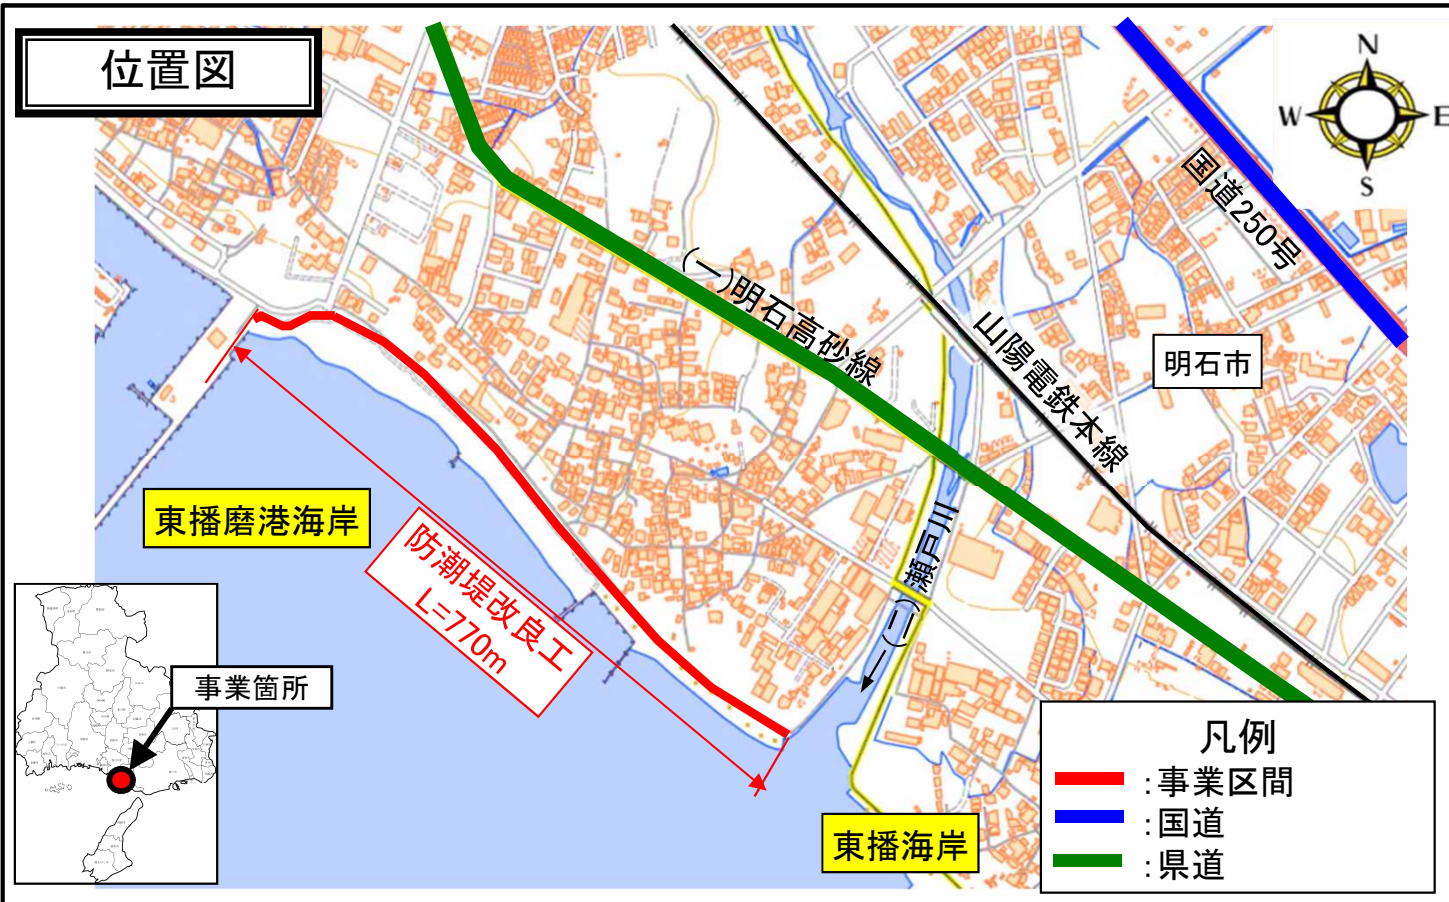 位置図
N
W
E
S
国道250号
(一)明石高砂線
山陽電鉄本線
明石市
東播磨港海岸
防潮堤改良工
L=770m
(二)瀬戸川
事業箇所
東播海岸
凡例
:事業区間
:国道
:県道